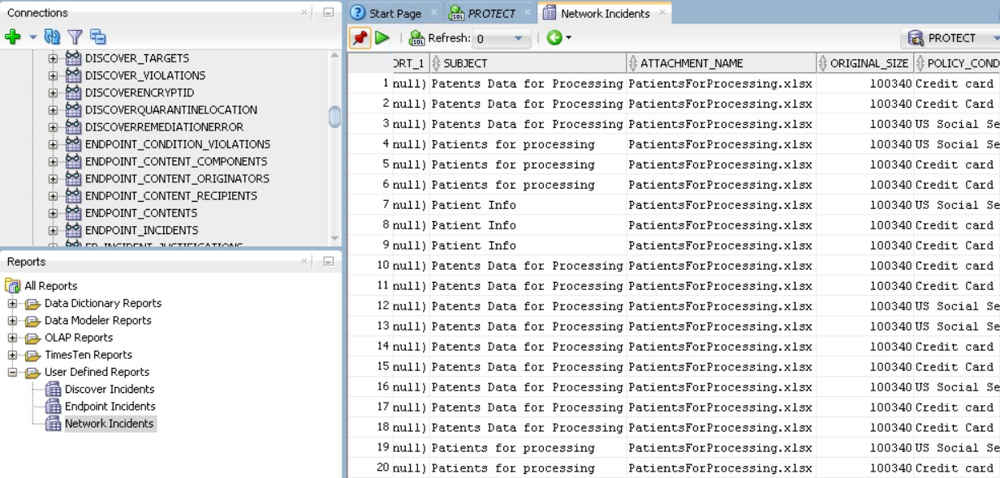 Connections
DISCOVER_TARGETS
DISCOVER_VIOLATIONS
DISCOVERENCRYPTID
DISCOVERQUARANTINELOCATION
DISCOVERREMEDIATIONERROR
ENDPOINT_CONDITION_VIOLATIONS
ENDPOINT_CONTENT_COMPONENTS
ENDPOINT_CONTENT_ORIGINATORS
ENDPOINT_CONTENT_RECIPIENTS
ENDPOINT_CONTENTS
ENDPOINT_INCIDENTS
EP_INCIDENT_JUSTIFICATIONS
Reports
All Reports
Data Dictionary Reports
Data Modeler Reports
OLAP Reports
TimesTen Reports
User Defined Reports
Discover Incidents
Endpoint Incidents
Network Incidents
Start Page PROTECT Network Incidents
Refresh: 0 PROTECT
ORT_1 SUBJECT ATTACHMENT_NAME ORIGINAL_SIZE POLICY_COND
1 null) Patents Data for Processing PatientsForProcessing.xlsx 100340 Credit card
2 null) Patents Data for Processing PatientsForProcessing.xlsx 100340 Credit Card
3 null) Patents Data for Processing PatientsForProcessing.xlsx 100340 US Social Se
4 null) Patients for processing PatientsForProcessing.xlsx 100340 US Social Se
5 null) Patients for processing PatientsForProcessing.xlsx 100340 Credit card
6 null) Patients for processing PatientsForProcessing.xlsx 100340 Credit Card
7 null) Patient Info PatientsForProcessing.xlsx 100340 US Social Se
8 null) Patient Info PatientsForProcessing.xlsx 100340 Credit card
9 null) Patient Info PatientsForProcessing.xlsx 100340 Credit Card
10 null) Patents Data for Processing PatientsForProcessing.xlsx 100340 Credit card
11 null) Patents Data for Processing PatientsForProcessing.xlsx 100340 Credit Card
12 null) Patents Data for Processing PatientsForProcessing.xlsx 100340 US Social Se
13 null) Patents Data for Processing PatientsForProcessing.xlsx 100340 US Social Se
14 null) Patents Data for Processing PatientsForProcessing.xlsx 100340 Credit card
15 null) Patents Data for Processing PatientsForProcessing.xlsx 100340 Credit Card
16 null) Patents Data for Processing PatientsForProcessing.xlsx 100340 US Social Se
17 null) Patents Data for Processing PatientsForProcessing.xlsx 100340 Credit card
18 null) Patents Data for Processing PatientsForProcessing.xlsx 100340 Credit Card
19 null) Patients for processing PatientsForProcessing.xlsx 100340 US Social Se
20 null) Patients for processing PatientsForProcessing.xlsx 100340 Credit card